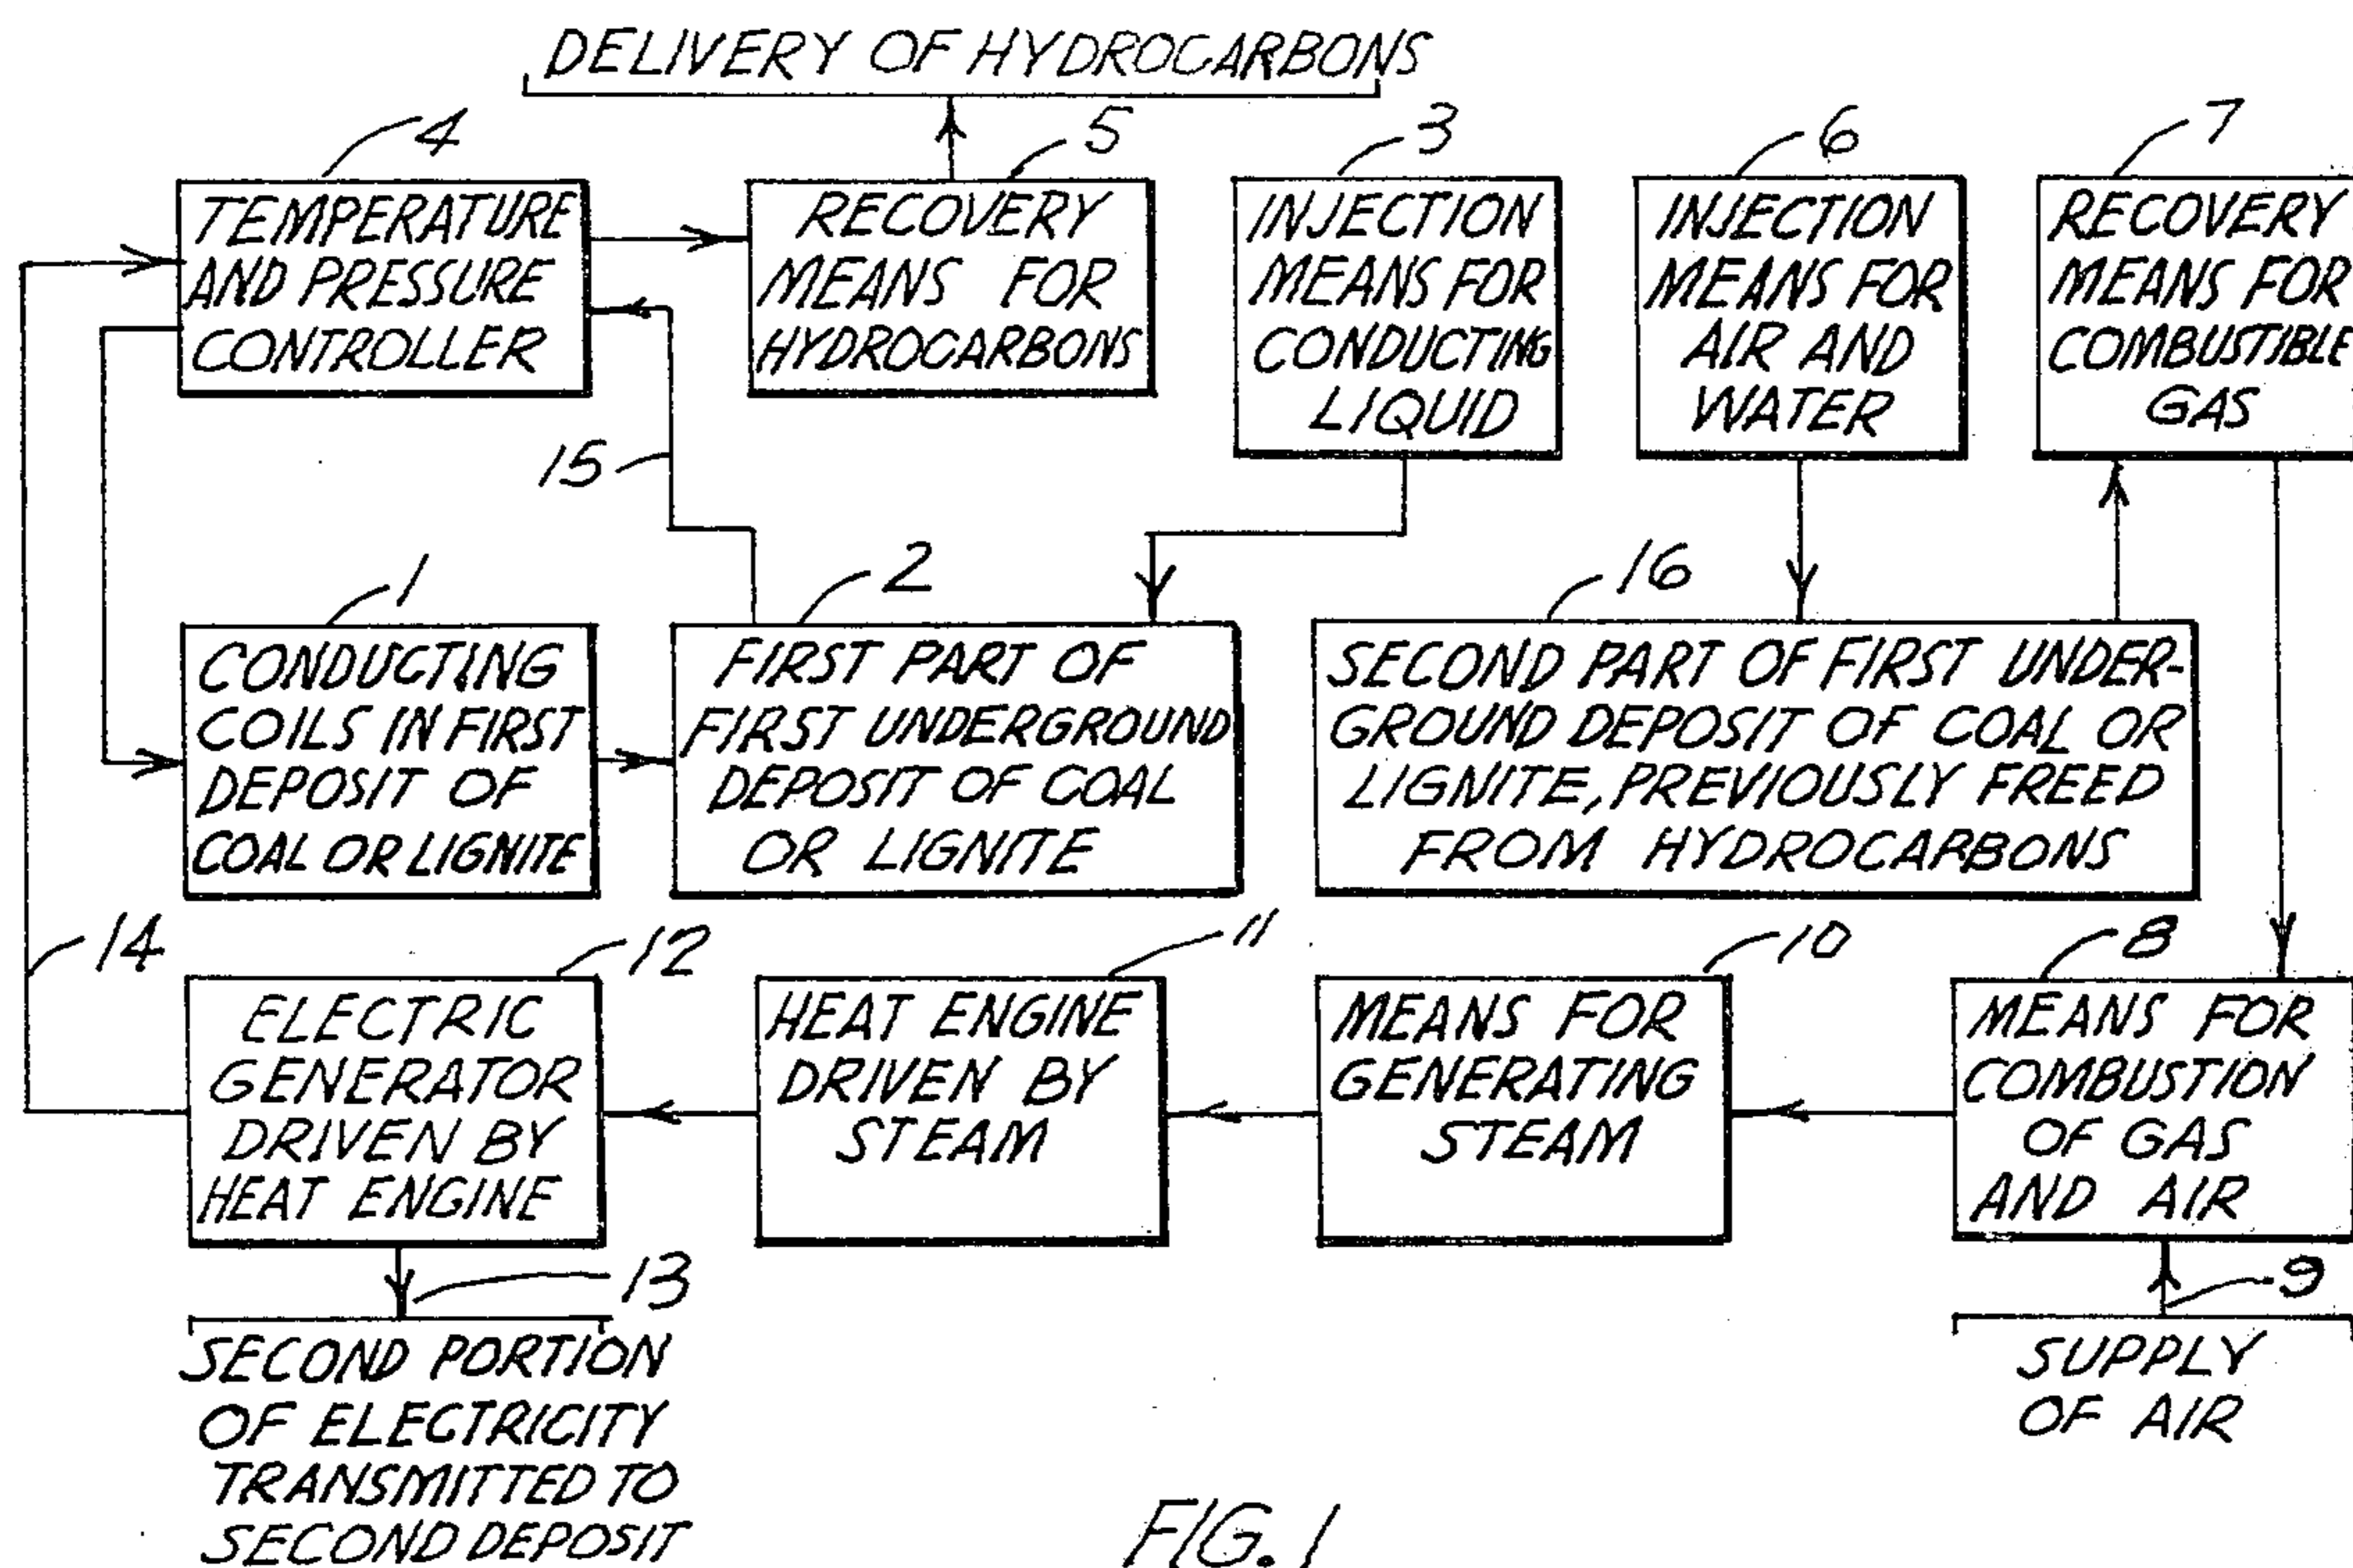 DELIVERY OF HYDROCARBONS
4
TEMPERATURE
AND PRESSURE
CONTROLLER
5
RECOVERY
MEANS FOR
HYDROCARBONS
3
INJECTION
MEANS FOR
CONDUCTING
LIQUID
6
INJECTION
MEANS FOR
AIR AND
WATER
7
RECOVERY
MEANS FOR
COMBUSTIBLE
GAS
15
1
CONDUCTING
COILS IN FIRST
DEPOSIT OF
COAL OR LIGNITE
2
FIRST PART OF
FIRST UNDERGROUND
DEPOSIT OF COAL
OR LIGNITE
16
SECOND PART OF FIRST UNDER-
GROUND DEPOSIT OF COAL OR
LIGNITE, PREVIOUSLY FREED
FROM HYDROCARBONS
14
12
ELECTRIC
GENERATOR
DRIVEN BY
HEAT ENGINE
11
HEAT ENGINE
DRIVEN BY
STEAM
10
MEANS FOR
GENERATING
STEAM
8
MEANS FOR
COMBUSTION
OF GAS
AND AIR
13
SECOND PORTION
OF ELECTRICITY
TRANSMITTED TO
SECOND DEPOSIT
9
SUPPLY
OF AIR
FIG. 1